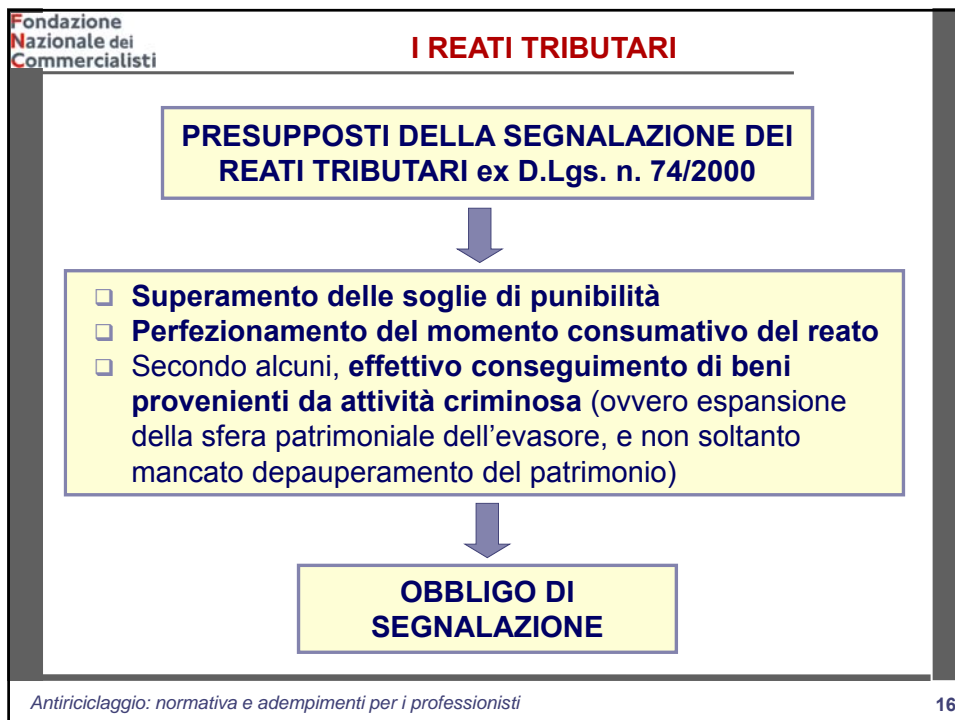 Fondazione
Nazionale dei
Commercialisti
I REATI TRIBUTARI
PRESUPPOSTI DELLA SEGNALAZIONE DEI
REATI TRIBUTARI ex D.Lgs. n. 74/2000
Superamento delle soglie di punibilità
Perfezionamento del momento consumativo del reato
Secondo alcuni, effettivo conseguimento di beni
provenienti da attività criminosa (ovvero espansione
della sfera patrimoniale dell'evasore, e non soltanto
mancato depauperamento del patrimonio)
OBBLIGO DI
SEGNALAZIONE
Antiriciclaggio: normativa e adempimenti per i professionisti
16